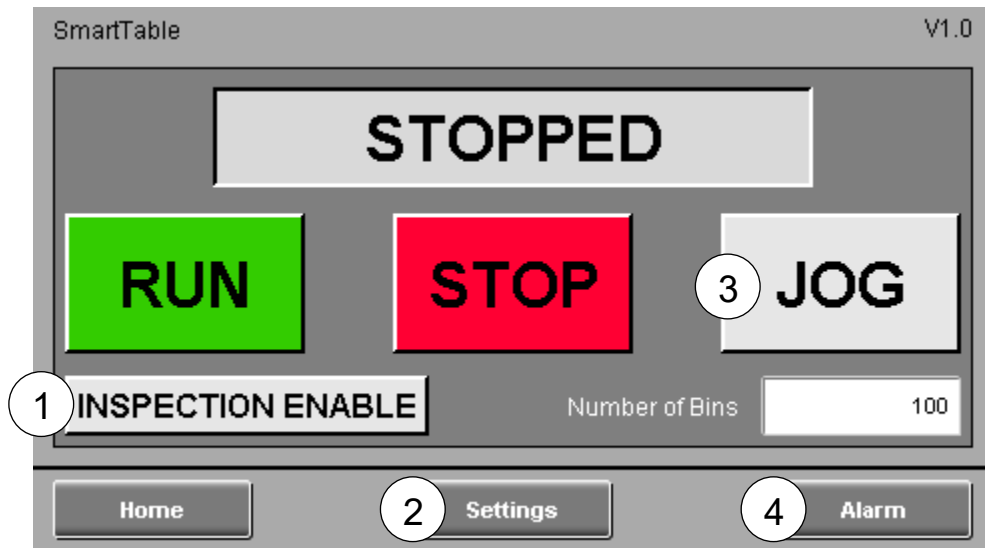 SmartTable V1.0
STOPPED
RUN STOP 3 JOG
1 INSPECTION ENABLE Number of Bins 100
Home 2 Settings 4 Alarm